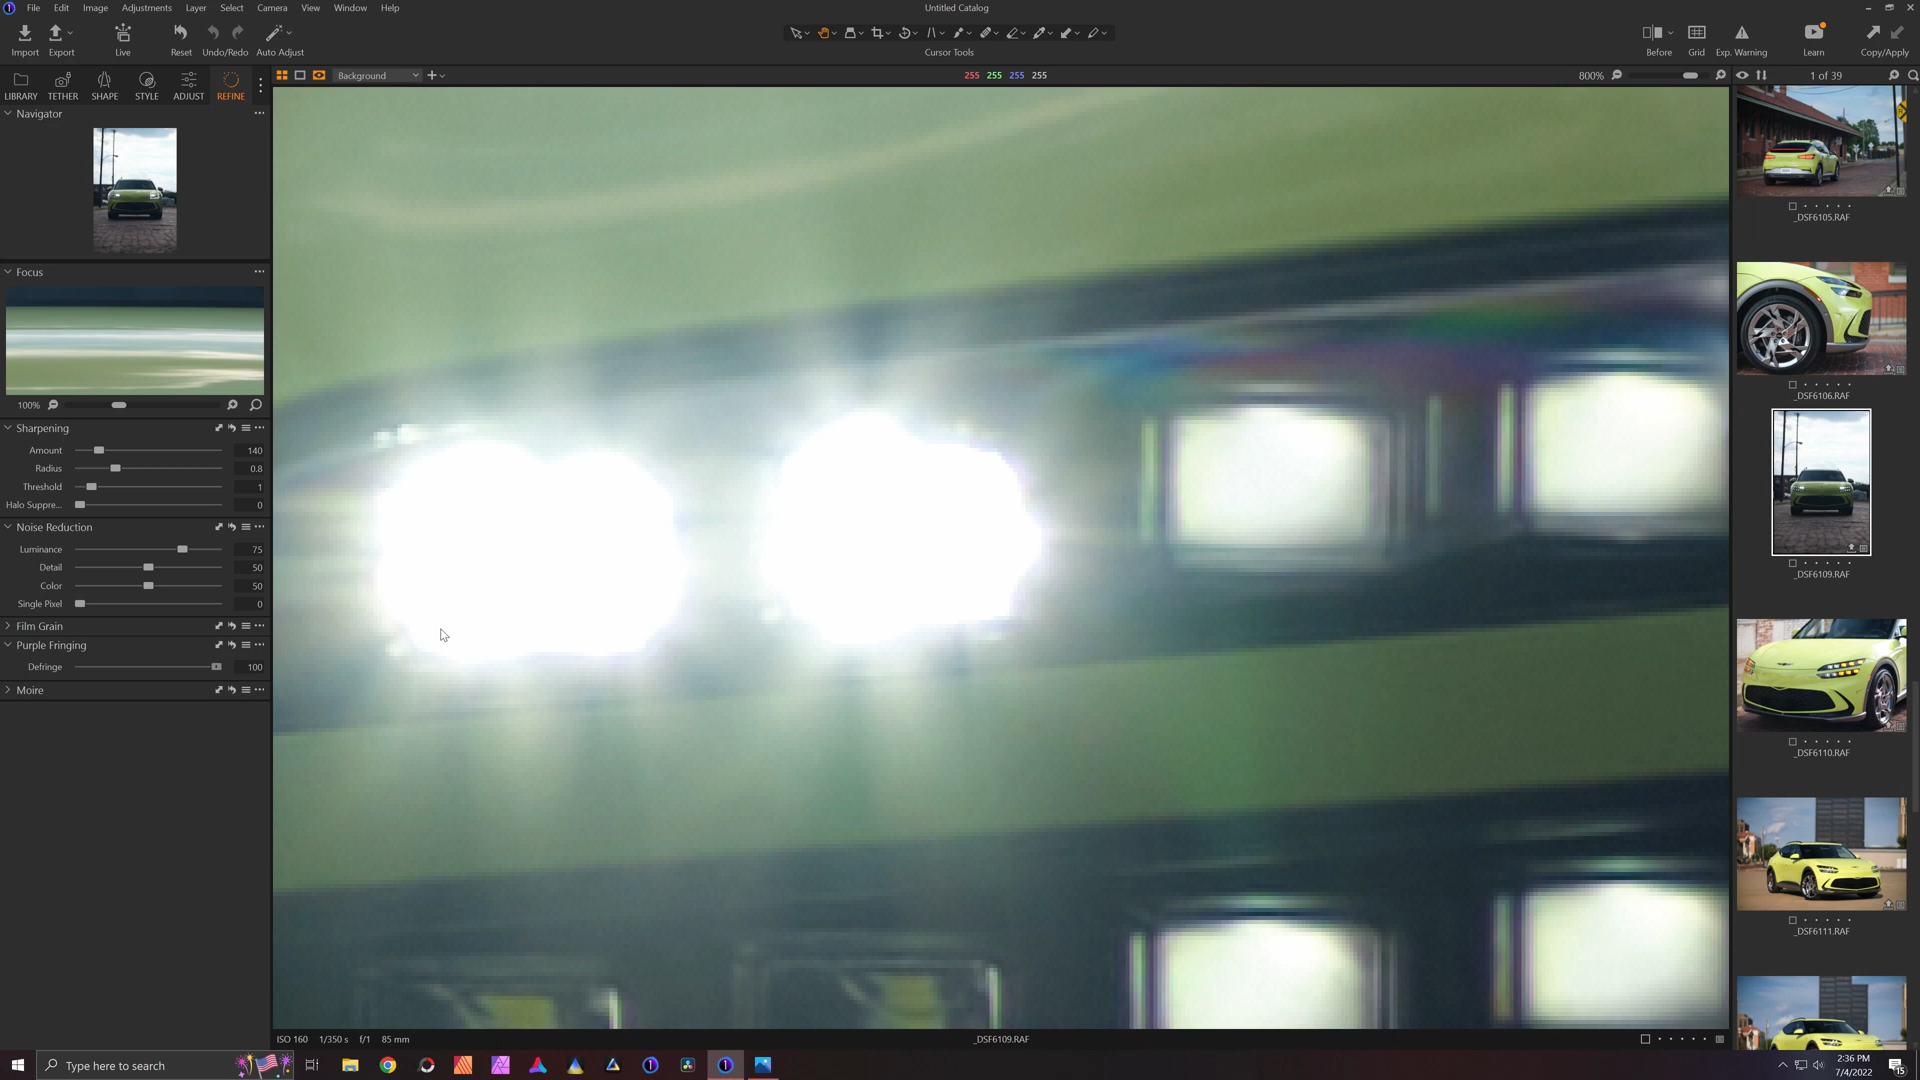 File Edit Image Adjustments Layer Select Camera View Window Help
Untitled Catalog
Import Export Live Reset Undo/Redo Auto Adjust
Cursor Tools
Before Grid Exp. Warning Learn Copy/Apply
LIBRARY TETHER SHAPE STYLE ADJUST REFINE
Background
255 255 255 255
800%
1 of 39
Navigator
Focus
100%
Sharpening
Amount 140
Radius 0.8
Threshold 1
Halo Suppre... 0
Noise Reduction
Luminance 75
Detail 50
Color 50
Single Pixel 0
Film Grain
Purple Fringing
Defringe 100
Moire
_DSF6105.RAF
_DSF6106.RAF
_DSF6109.RAF
_DSF6110.RAF
_DSF6111.RAF
ISO 160 1/350 s f/1 85 mm
_DSF6109.RAF
Type here to search
2:36 PM
7/4/2022
15